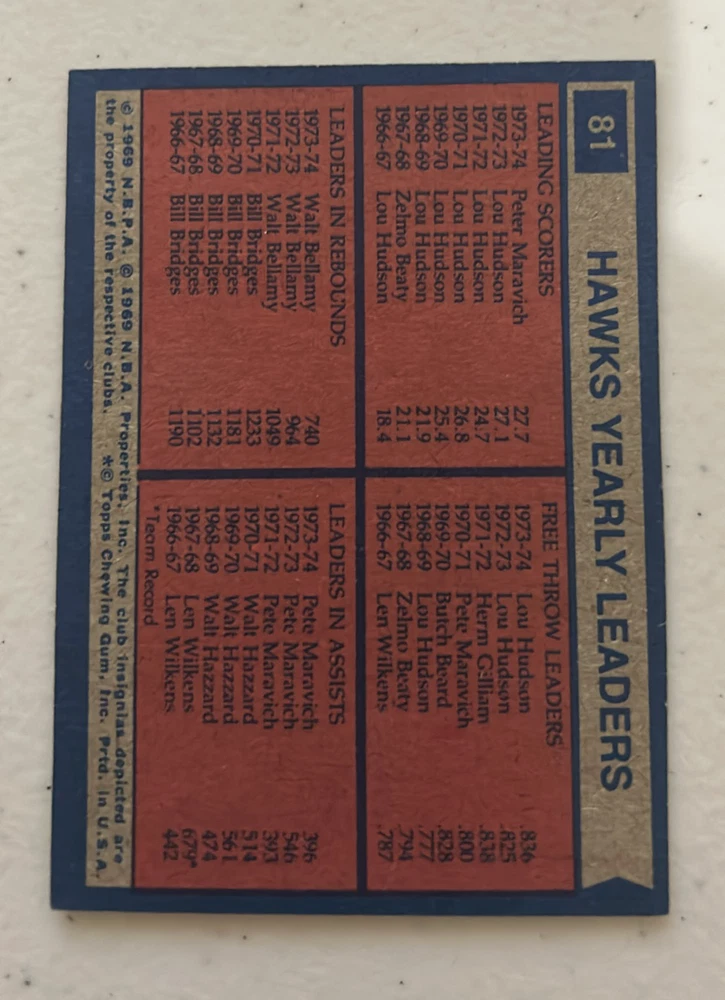 81
HAWKS YEARLY LEADERS
LEADING SCORERS
1973-74 Peter Maravich 27.7
1972-73 Lou Hudson 27.1
1971-72 Lou Hudson 24.7
1970-71 Lou Hudson 26.8
1969-70 Lou Hudson 25.4
1968-69 Lou Hudson 21.9
1967-68 Zelmo Beaty 21.1
1966-67 Lou Hudson 18.4
FREE THROW LEADERS
1973-74 Lou Hudson .836
1972-73 Lou Hudson .825
1971-72 Herm Gilliam .838
1970-71 Pete Maravich .800
1969-70 Butch Beard .828
1968-69 Lou Hudson .777
1967-68 Zelmo Beaty .794
1966-67 Len Wilkens .787
LEADERS IN REBOUNDS
1973-74 Walt Bellamy 740
1972-73 Walt Bellamy 964
1971-72 Walt Bellamy 1049
1970-71 Bill Bridges 1233
1969-70 Bill Bridges 1181
1968-69 Bill Bridges 1132
1967-68 Bill Bridges 1102
1966-67 Bill Bridges 1190
LEADERS IN ASSISTS
1973-74 Pete Maravich 396
1972-73 Pete Maravich 546
1971-72 Pete Maravich 393
1970-71 Walt Hazzard 514
1969-70 Walt Hazzard 561
1968-69 Walt Hazzard 474
1967-68 Len Wilkens 679*
1966-67 Len Wilkens 442
*Team Record
© 1969 N.B.P.A. © 1969 N.B.A. Properties, Inc. The club insignias depicted are
the property of the respective clubs. *© Topps Chewing Gum, Inc. Prtd. in U.S.A.